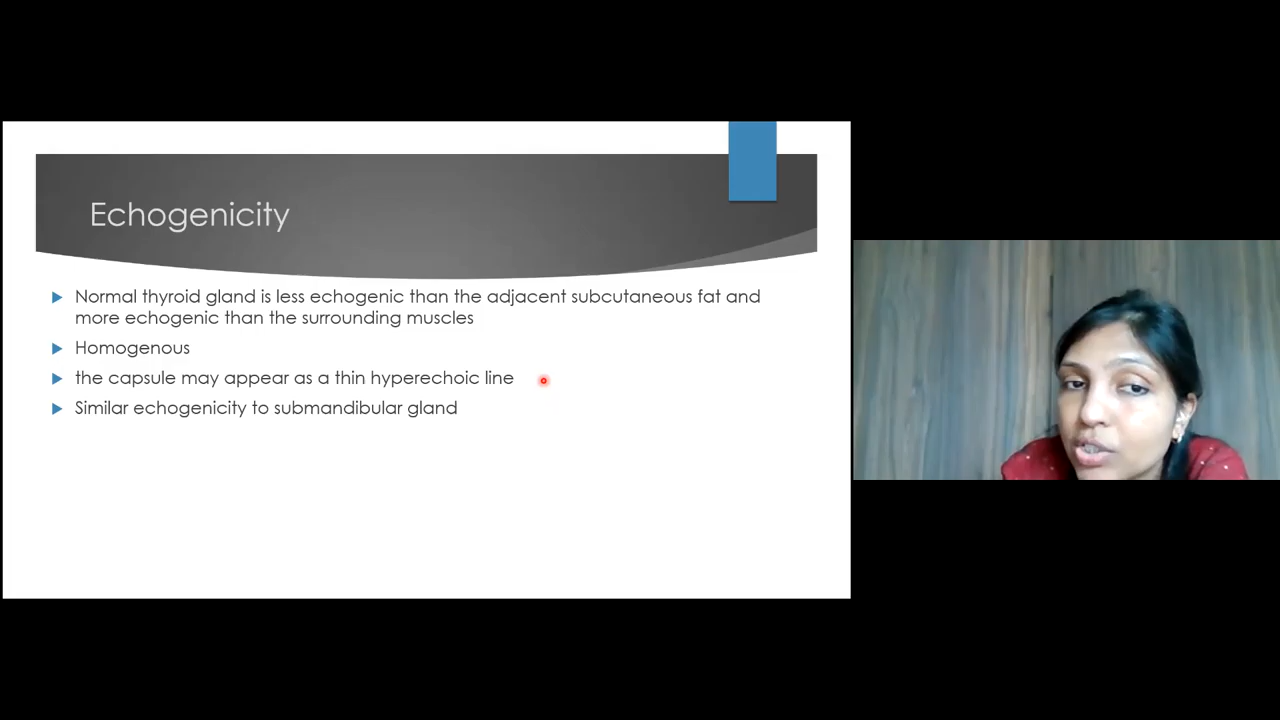 Echogenicity
Normal thyroid gland is less echogenic than the adjacent subcutaneous fat and
more echogenic than the surrounding muscles
Homogenous
the capsule may appear as a thin hyperechoic line
Similar echogenicity to submandibular gland